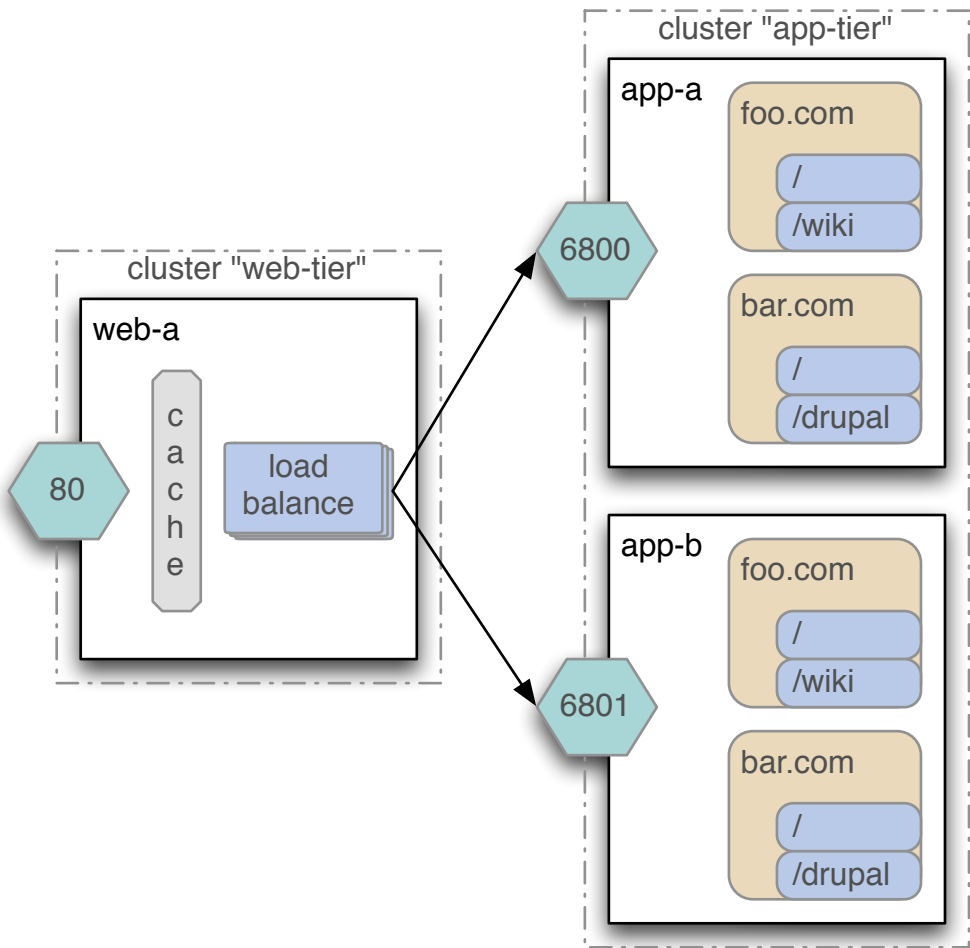 cluster "web-tier"
web-a
80
c
a
c
h
e
load
balance
cluster "app-tier"
app-a
6800
foo.com
/
/wiki
bar.com
/
/drupal
app-b
6801
foo.com
/
/wiki
bar.com
/
/drupal